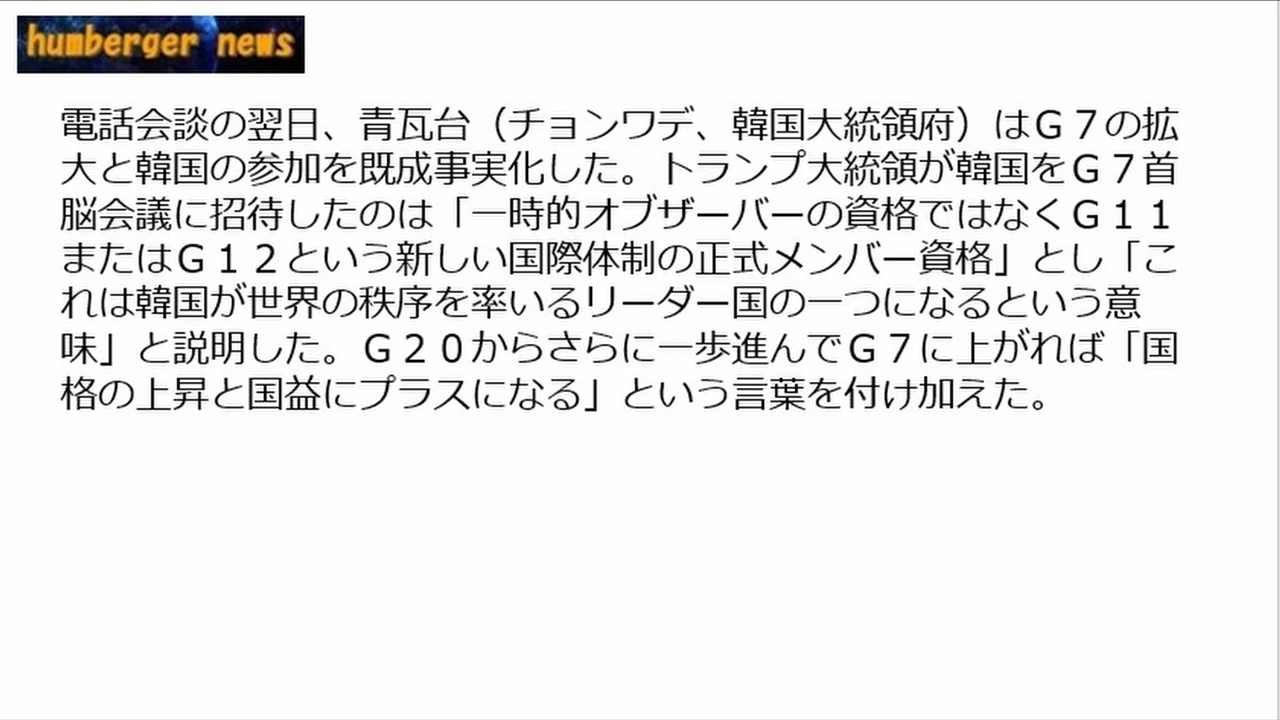 humberger news
電話会談の翌日、青瓦台（チョンワデ、韓国大統領府）はＧ７の拡
大と韓国の参加を既成事実化した。トランプ大統領が韓国をＧ７首
脳会議に招待したのは「一時的オブザーバーの資格ではなくＧ１１
またはＧ１２という新しい国際体制の正式メンバー資格」とし「こ
れは韓国が世界の秩序を率いるリーダー国の一つになるという意
味」と説明した。Ｇ２０からさらに一歩進んでＧ７に上がれば「国
格の上昇と国益にプラスになる」という言葉を付け加えた。